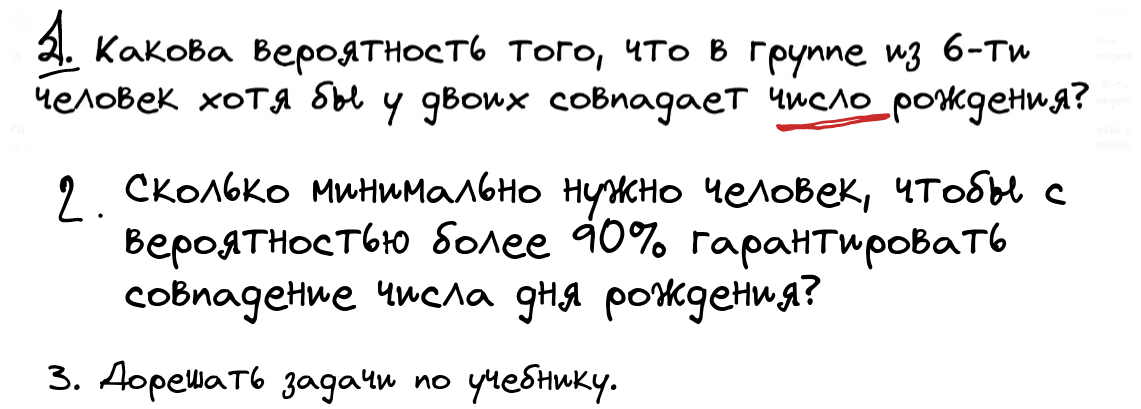 1. Какова вероятность того, что в группе из 6-ти
человек хотя бы у двоих совпадает число рождения?
2. Сколько минимально нужно человек, чтобы с
вероятностью более 90% гарантировать
совпадение числа дня рождения?
3. Дорешать задачи по учебнику.